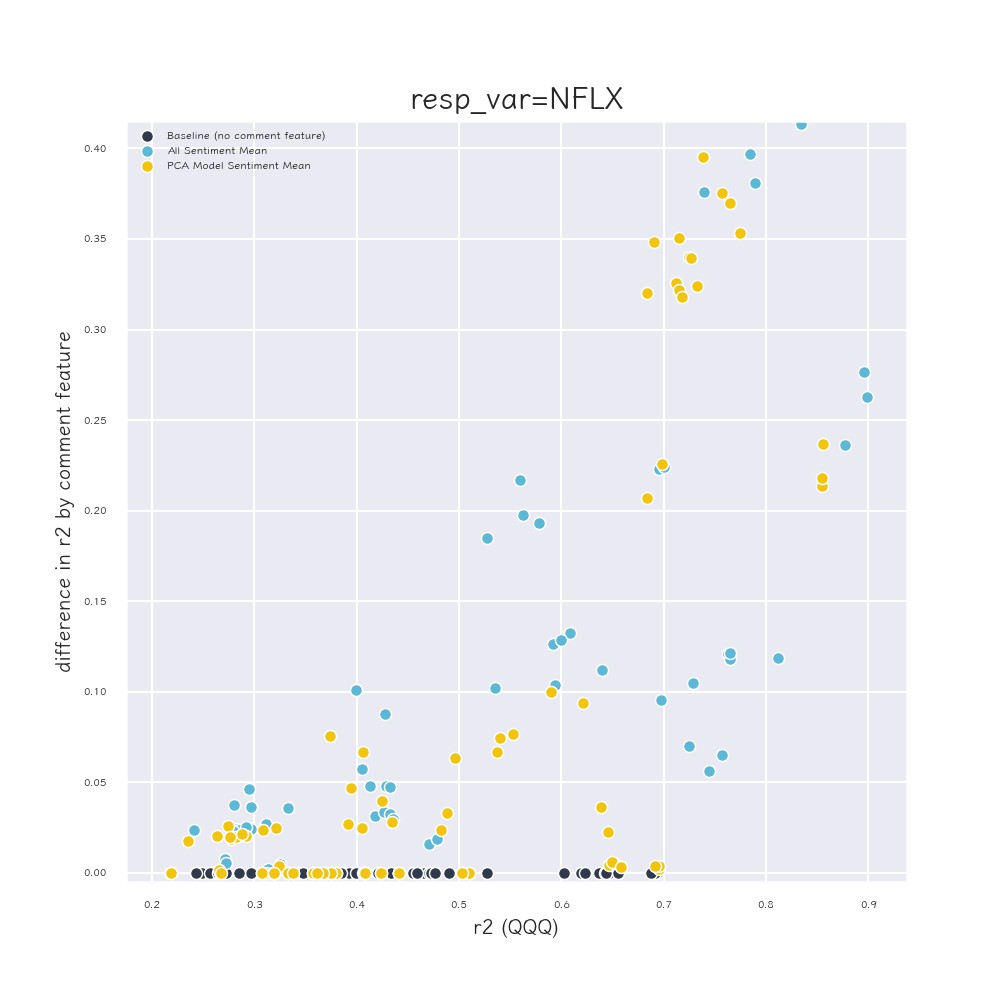 resp_var=NFLX
Baseline (no comment feature)
All Sentiment Mean
PCA Model Sentiment Mean
difference in r2 by comment feature
0.40
0.35
0.30
0.25
0.20
0.15
0.10
0.05
0.00
0.2 0.3 0.4 0.5 0.6 0.7 0.8 0.9
r2 (QQQ)